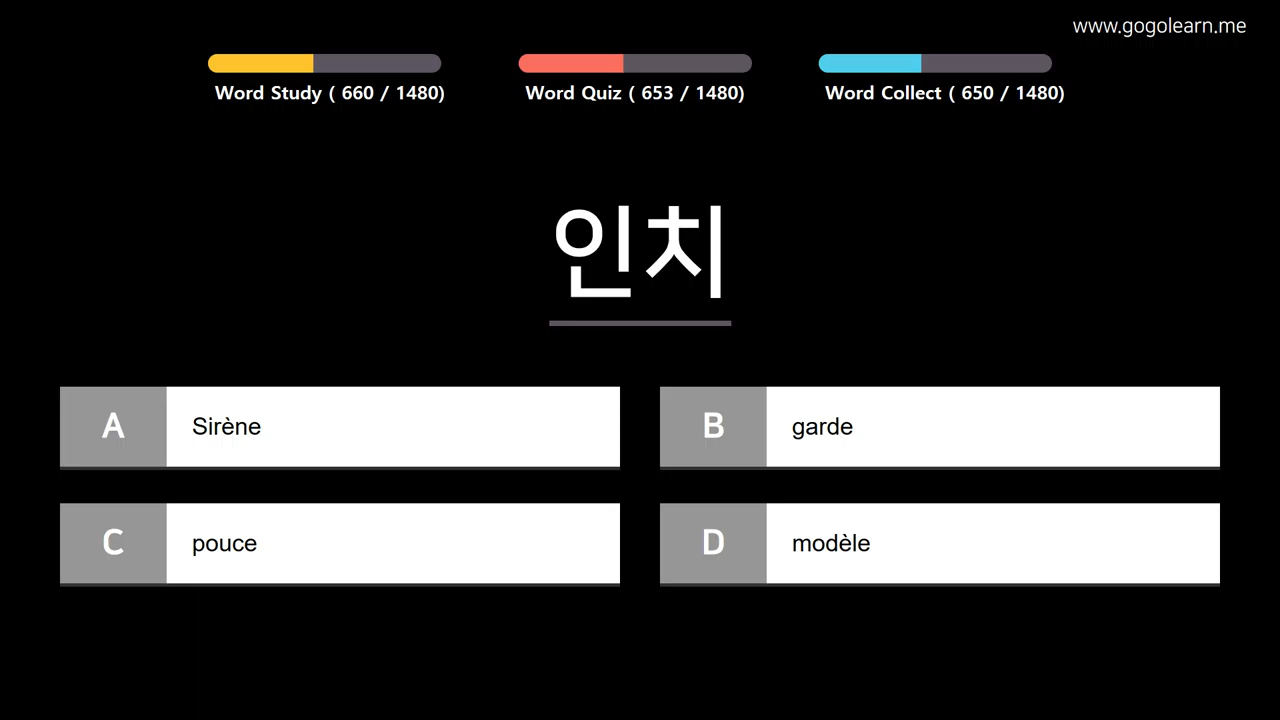 www.gogolearn.me
Word Study ( 660 / 1480)
Word Quiz ( 653 / 1480)
Word Collect ( 650 / 1480)
인치
A Sirène
B garde
C pouce
D modèle